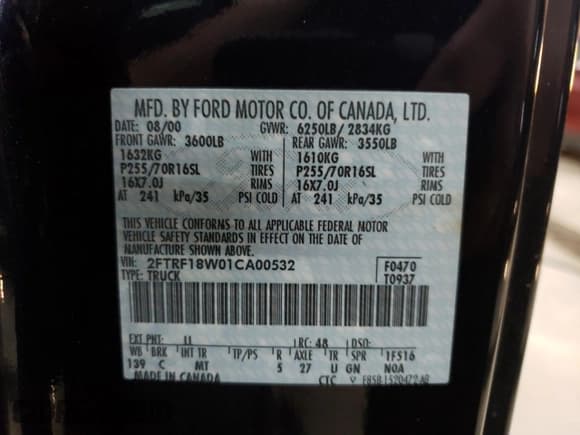 MFD. BY FORD MOTOR CO. OF CANADA, LTD.
DATE: 08/00 GVWR: 6250LB/ 2834KG
FRONT GAWR: 3600LB REAR GAWR: 3550LB
1632KG WITH 1610KG WITH
P255/70R16SL TIRES P255/70R16SL TIRES
16X7.0J RIMS 16X7.0J RIMS
AT 241 kPa/35 PSI COLD AT 241 kPa/35 PSI COLD
THIS VEHICLE CONFORMS TO ALL APPLICABLE FEDERAL MOTOR
VEHICLE SAFETY STANDARDS IN EFFECT ON THE DATE OF
MANUFACTURE SHOWN ABOVE.
VIN: 2FTRF18W01CA00532 F0470
TYPE: TRUCK T0937
EXT PNT: RC: 48 DSO:
WB BRK INT TR TP/PS R AXLE TR SPR 1F516
139 C MT 5 27 U GN NOA
MADE IN CANADA CTC